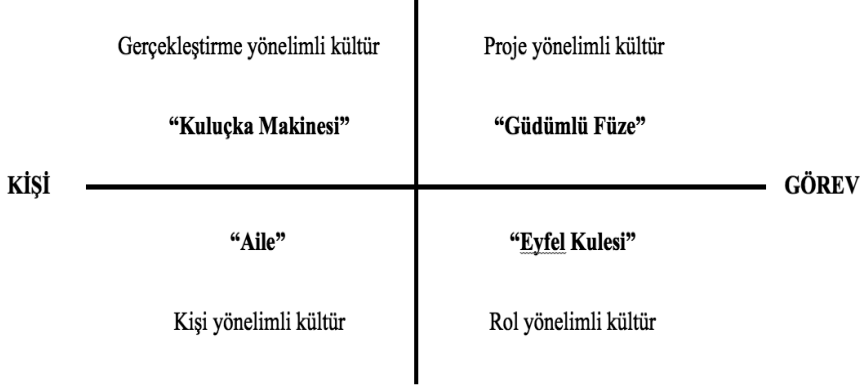 Gerçekleştirme yönelimli kültür
Proje yönelimli kültür
“Kuluçka Makinesi”
“Güdümlü Füze”
KİŞİ
GÖREV
“Aile”
“Eyfel Kulesi”
Kişi yönelimli kültür
Rol yönelimli kültür